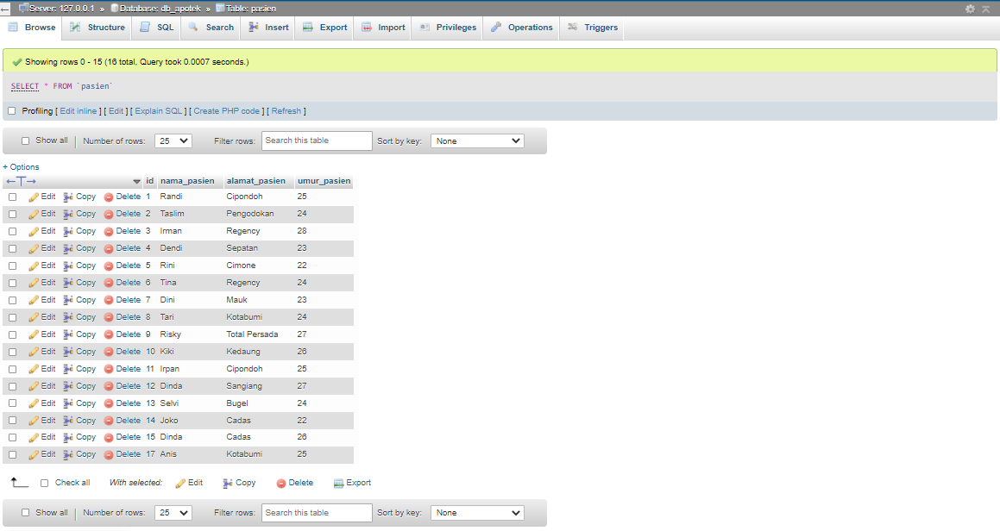 Server: 127.0.0.1 » Database: db_apotek » Table: pasien
Browse Structure SQL Search Insert Export Import Privileges Operations Triggers
Showing rows 0 - 15 (16 total, Query took 0.0007 seconds.)
SELECT * FROM `pasien`
Profiling [ Edit inline ] [ Edit ] [ Explain SQL ] [ Create PHP code ] [ Refresh ]
Show all Number of rows: 25 Filter rows: Search this table Sort by key: None
+ Options
←T→ id nama_pasien alamat_pasien umur_pasien
Edit Copy Delete 1 Randi Cipondoh 25
Edit Copy Delete 2 Taslim Pengodokan 24
Edit Copy Delete 3 Irman Regency 28
Edit Copy Delete 4 Dendi Sepatan 23
Edit Copy Delete 5 Rini Cimone 22
Edit Copy Delete 6 Tina Regency 24
Edit Copy Delete 7 Dini Mauk 23
Edit Copy Delete 8 Tari Kotabumi 24
Edit Copy Delete 9 Risky Total Persada 27
Edit Copy Delete 10 Kiki Kedaung 26
Edit Copy Delete 11 Irpan Cipondoh 25
Edit Copy Delete 12 Dinda Sangiang 27
Edit Copy Delete 13 Selvi Bugel 24
Edit Copy Delete 14 Joko Cadas 22
Edit Copy Delete 15 Dinda Cadas 26
Edit Copy Delete 17 Anis Kotabumi 25
Check all With selected: Edit Copy Delete Export
Show all Number of rows: 25 Filter rows: Search this table Sort by key: None